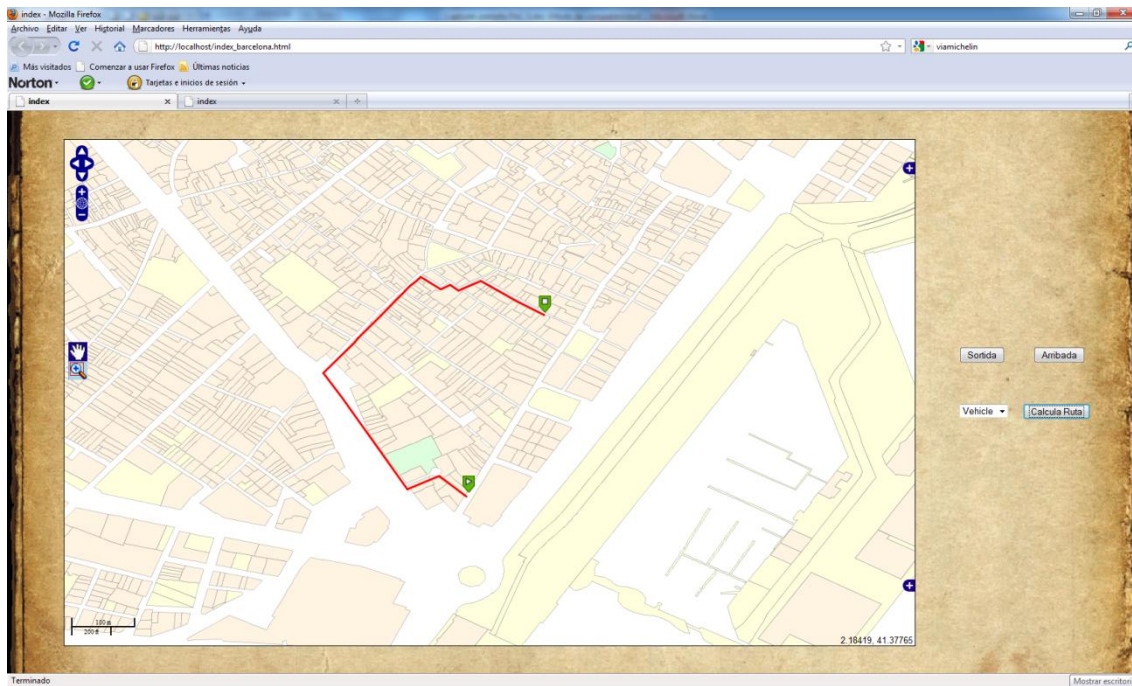 index - Mozilla Firefox
Archivo Editar Ver Historial Marcadores Herramientas Ayuda
http://localhost/index_barcelona.html
viamichelin
Más visitados Comenzar a usar Firefox Últimas noticias
Norton Tarjetas e inicios de sesión
index index
Sortida Arribada
Vehicle Calcula Ruta
100 m
200 ft
2.18419, 41.37765
Terminado
Mostrar escritorio